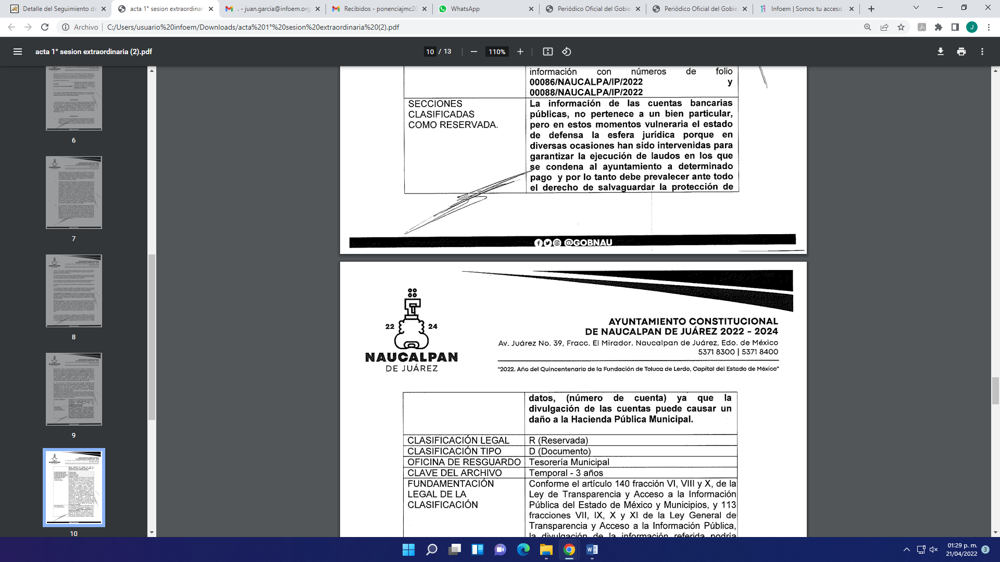 Detalle del Seguimiento de
acta 1° sesion extraordinar
. - juan.garcia@infoem.org
Recibidos - ponenciajmc20
WhatsApp
Periódico Oficial del Gobie
Periódico Oficial del Gobie
Infoem | Somos tu acceso
Archivo
C:/Users/usuario%20infoem/Downloads/acta%201°%20sesion%20extraordinaria%20(2).pdf
J
acta 1° sesion extraordinaria (2).pdf
10 / 13
110%
6
7
8
9
10
información con números de folio
00086/NAUCALPA/IP/2022 y
00088/NAUCALPA/IP/2022
SECCIONES
CLASIFICADAS
COMO RESERVADA.
La información de las cuentas bancarias
públicas, no pertenece a un bien particular,
pero en estos momentos vulneraria el estado
de defensa la esfera jurídica porque en
diversas ocasiones han sido intervenidas para
garantizar la ejecución de laudos en los que
se condena al ayuntamiento a determinado
pago y por lo tanto debe prevalecer ante todo
el derecho de salvaguardar la protección de
@GOBNAU
22 24
NAUCALPAN
DE JUÁREZ
AYUNTAMIENTO CONSTITUCIONAL
DE NAUCALPAN DE JUÁREZ 2022 - 2024
Av. Juárez No. 39, Fracc. El Mirador. Naucalpan de Juárez, Edo. de México
5371 8300 | 5371 8400
"2022. Año del Quincentenario de la Fundación de Toluca de Lerdo, Capital del Estado de México"
datos, (número de cuenta) ya que la
divulgación de las cuentas puede causar un
daño a la Hacienda Pública Municipal.
CLASIFICACIÓN LEGAL R (Reservada)
CLASIFICACIÓN TIPO D (Documento)
OFICINA DE RESGUARDO Tesorería Municipal
CLAVE DEL ARCHIVO Temporal - 3 años
FUNDAMENTACIÓN
LEGAL DE LA
CLASIFICACIÓN
Conforme el artículo 140 fracción VI, VIII y X, de la
Ley de Transparencia y Acceso a la Información
Pública del Estado de México y Municipios, y 113
fracciones VII, IX, X y XI de la Ley General de
Transparencia y Acceso a la Información Pública,
la divulgación de la información referida podría
01:29 p. m.
21/04/2022
3